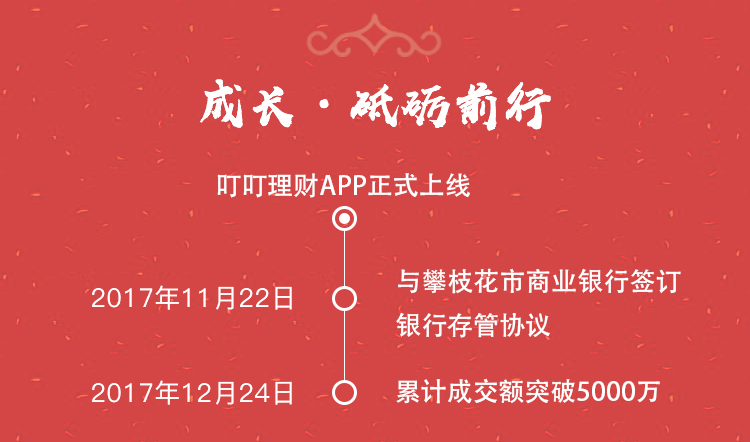 成长·砥砺前行
叮叮理财APP正式上线
2017年11月22日
与攀枝花市商业银行签订
银行存管协议
2017年12月24日
累计成交额突破5000万